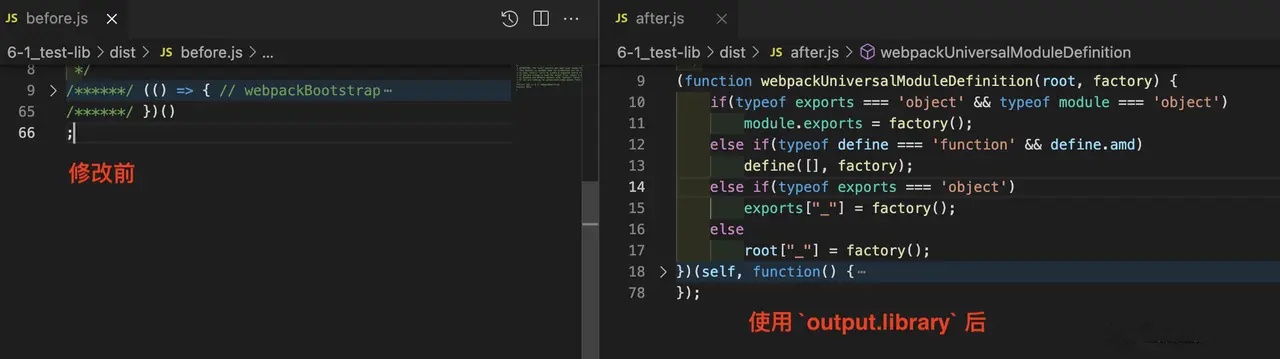 JS before.js ×
6-1_test-lib > dist > JS before.js > ...
8 */
9 /******/ (() => { // webpackBootstrap⋯
65 /******/ })()
66 ;
修改前
JS after.js ×
6-1_test-lib > dist > JS after.js > webpackUniversalModuleDefinition
9 (function webpackUniversalModuleDefinition(root, factory) {
10 if(typeof exports === 'object' && typeof module === 'object')
11 module.exports = factory();
12 else if(typeof define === 'function' && define.amd)
13 define([], factory);
14 else if(typeof exports === 'object')
15 exports["_"] = factory();
16 else
17 root["_"] = factory();
18 })(self, function() {⋯
78 });
使用 `output.library` 后